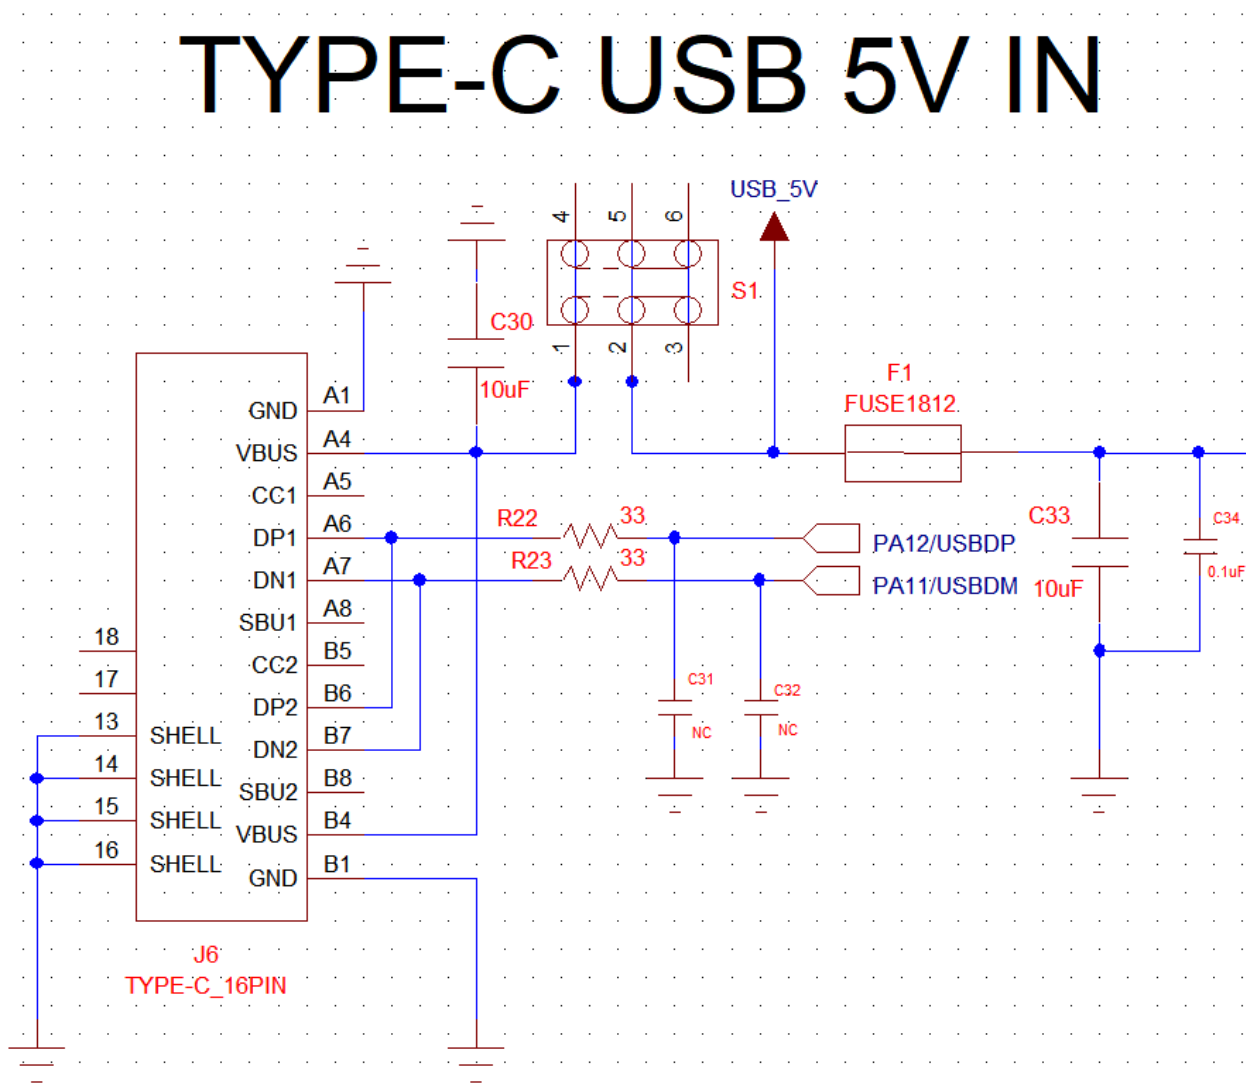 TYPE-C USB 5V IN
USB_5V
4
5
6
S1
C30
10uF
1
2
3
F1
FUSE1812
GND
A1
VBUS
A4
CC1
A5
DP1
A6
DN1
A7
SBU1
A8
CC2
B5
DP2
B6
DN2
B7
SBU2
B8
VBUS
B4
GND
B1
18
17
13
SHELL
14
SHELL
15
SHELL
16
SHELL
J6
TYPE-C_16PIN
R22
33
R23
33
PA12/USBDP
PA11/USBDM
C31
NC
C32
NC
C33
10uF
C34
0.1uF